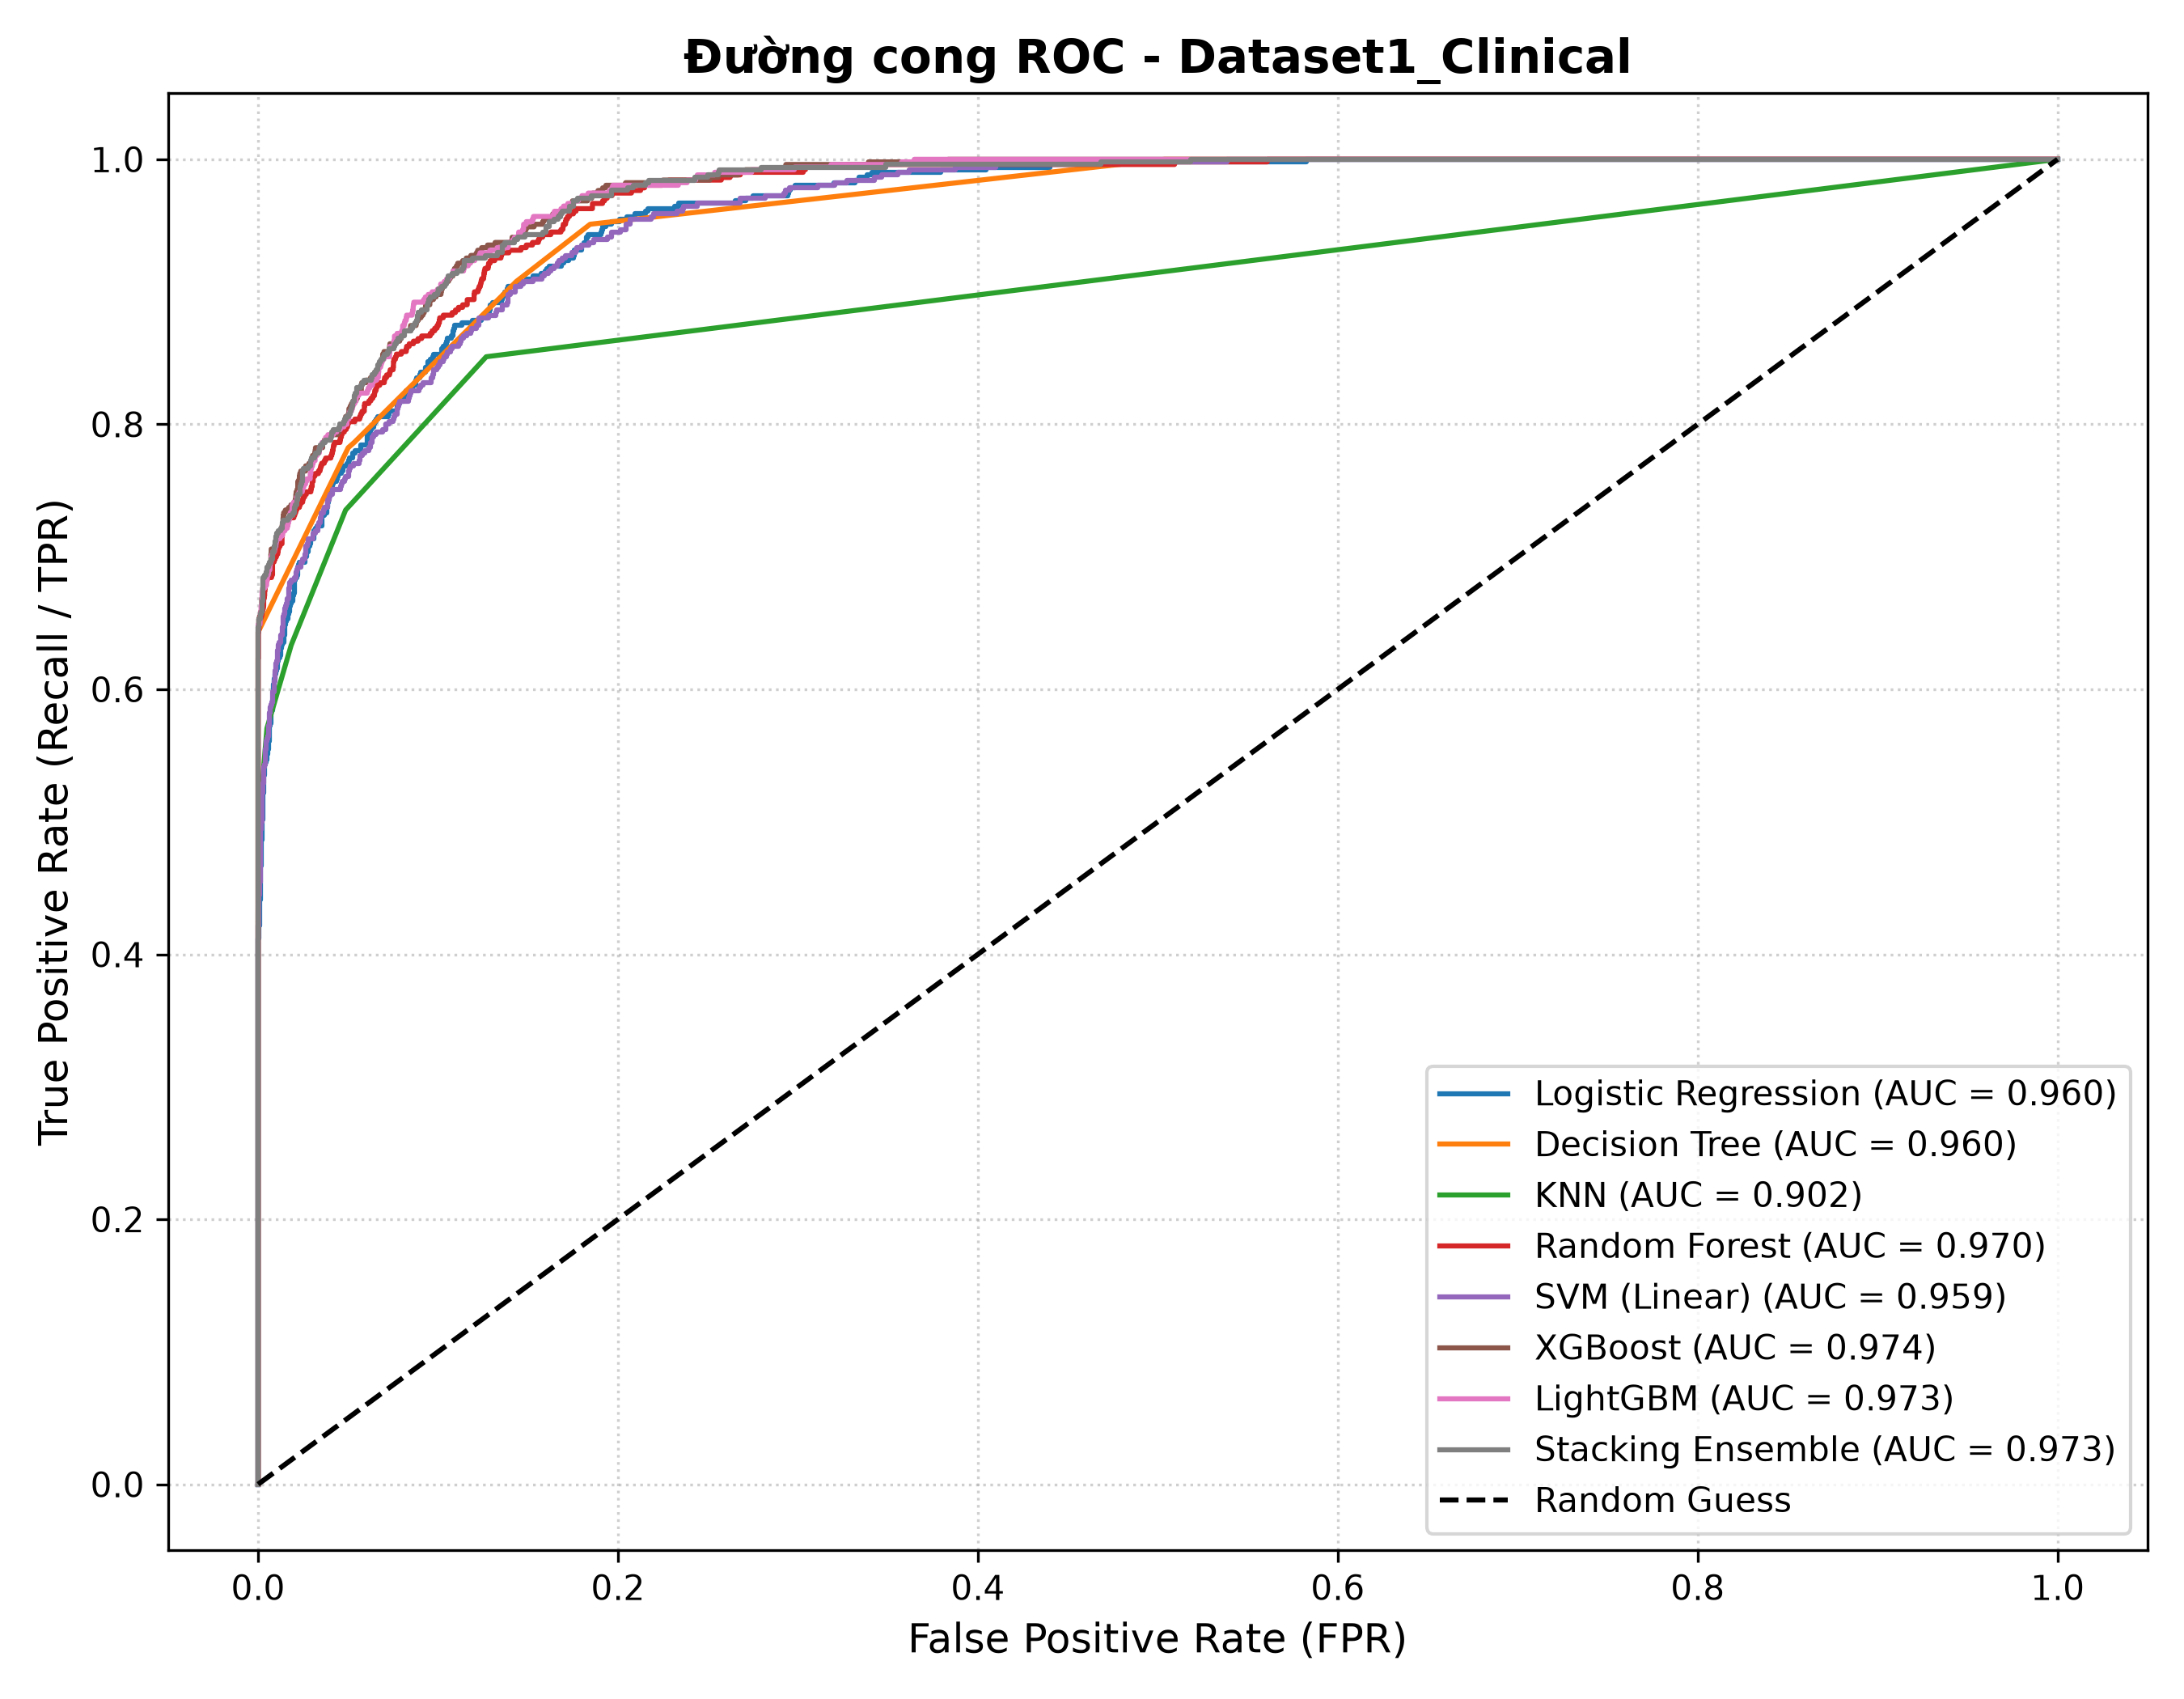 Đường cong ROC - Dataset1_Clinical
True Positive Rate (Recall / TPR)
1.0
0.8
0.6
0.4
0.2
0.0
Logistic Regression (AUC = 0.960)
Decision Tree (AUC = 0.960)
KNN (AUC = 0.902)
Random Forest (AUC = 0.970)
SVM (Linear) (AUC = 0.959)
XGBoost (AUC = 0.974)
LightGBM (AUC = 0.973)
Stacking Ensemble (AUC = 0.973)
Random Guess
0.0 0.2 0.4 0.6 0.8 1.0
False Positive Rate (FPR)